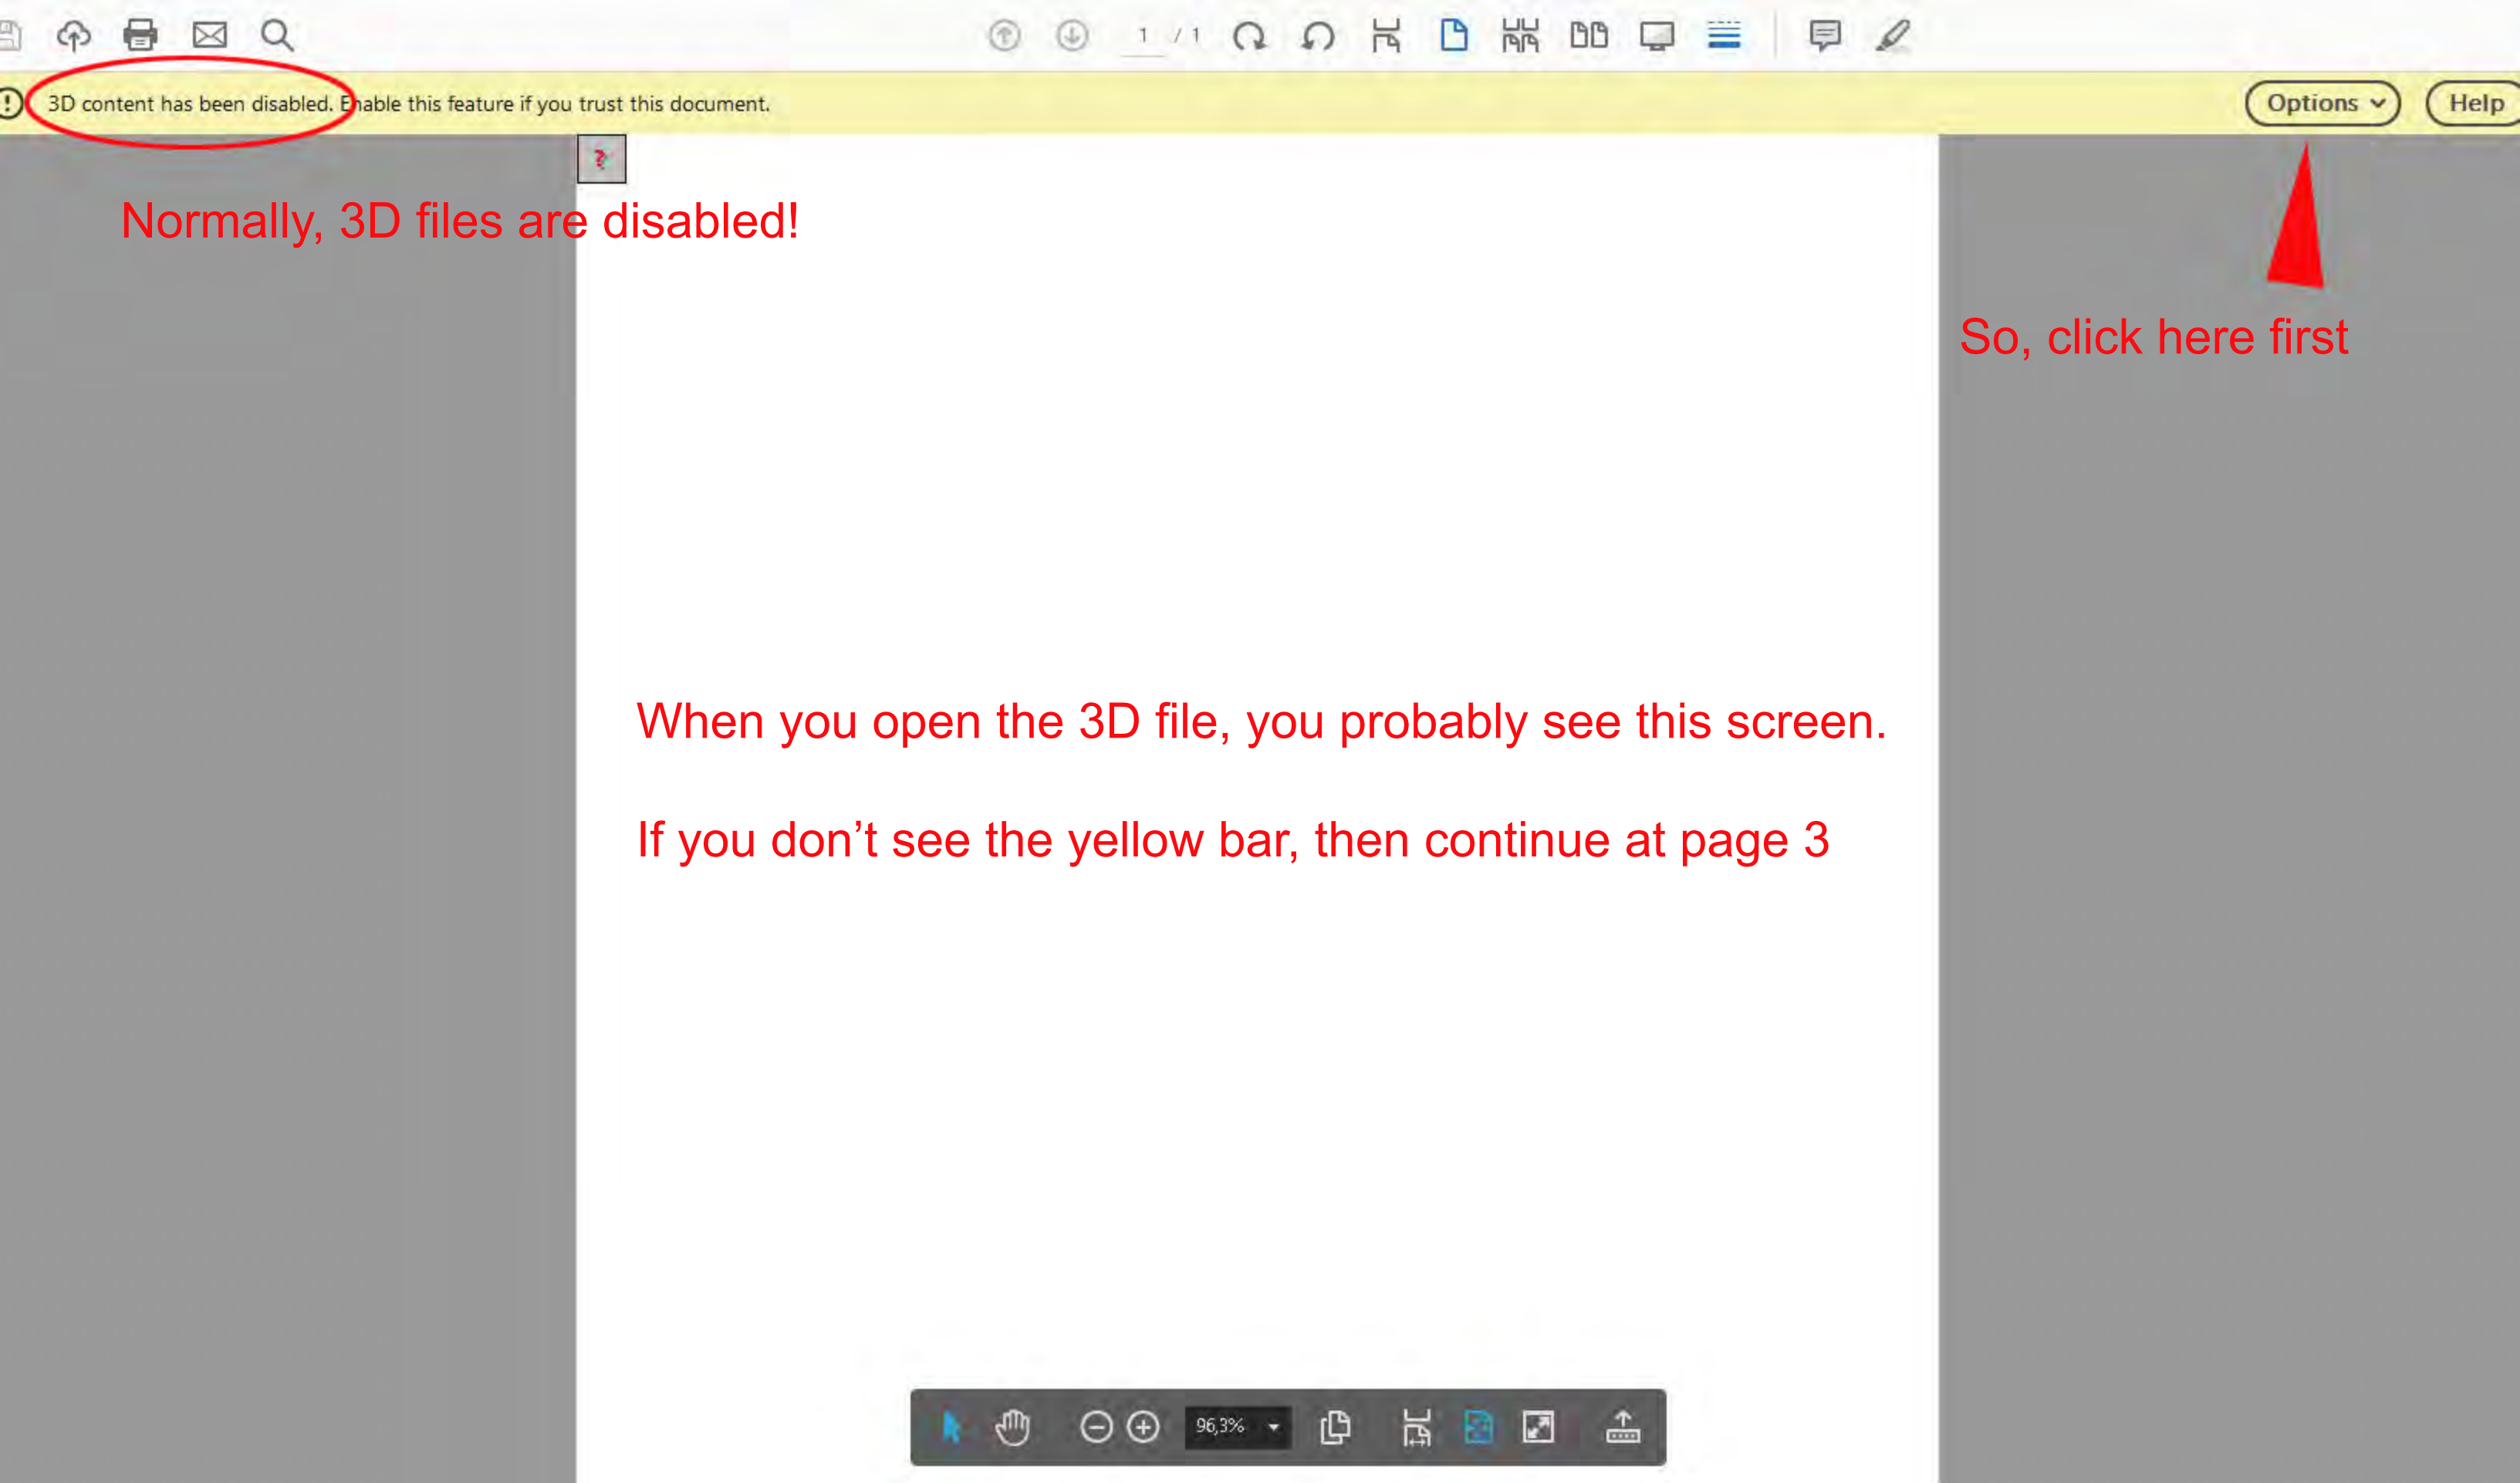 1 / 1
3D content has been disabled. Enable this feature if you trust this document.
Options
Help
?
Normally, 3D files are disabled!
So, click here first
When you open the 3D file, you probably see this screen.
If you don’t see the yellow bar, then continue at page 3
96,3%